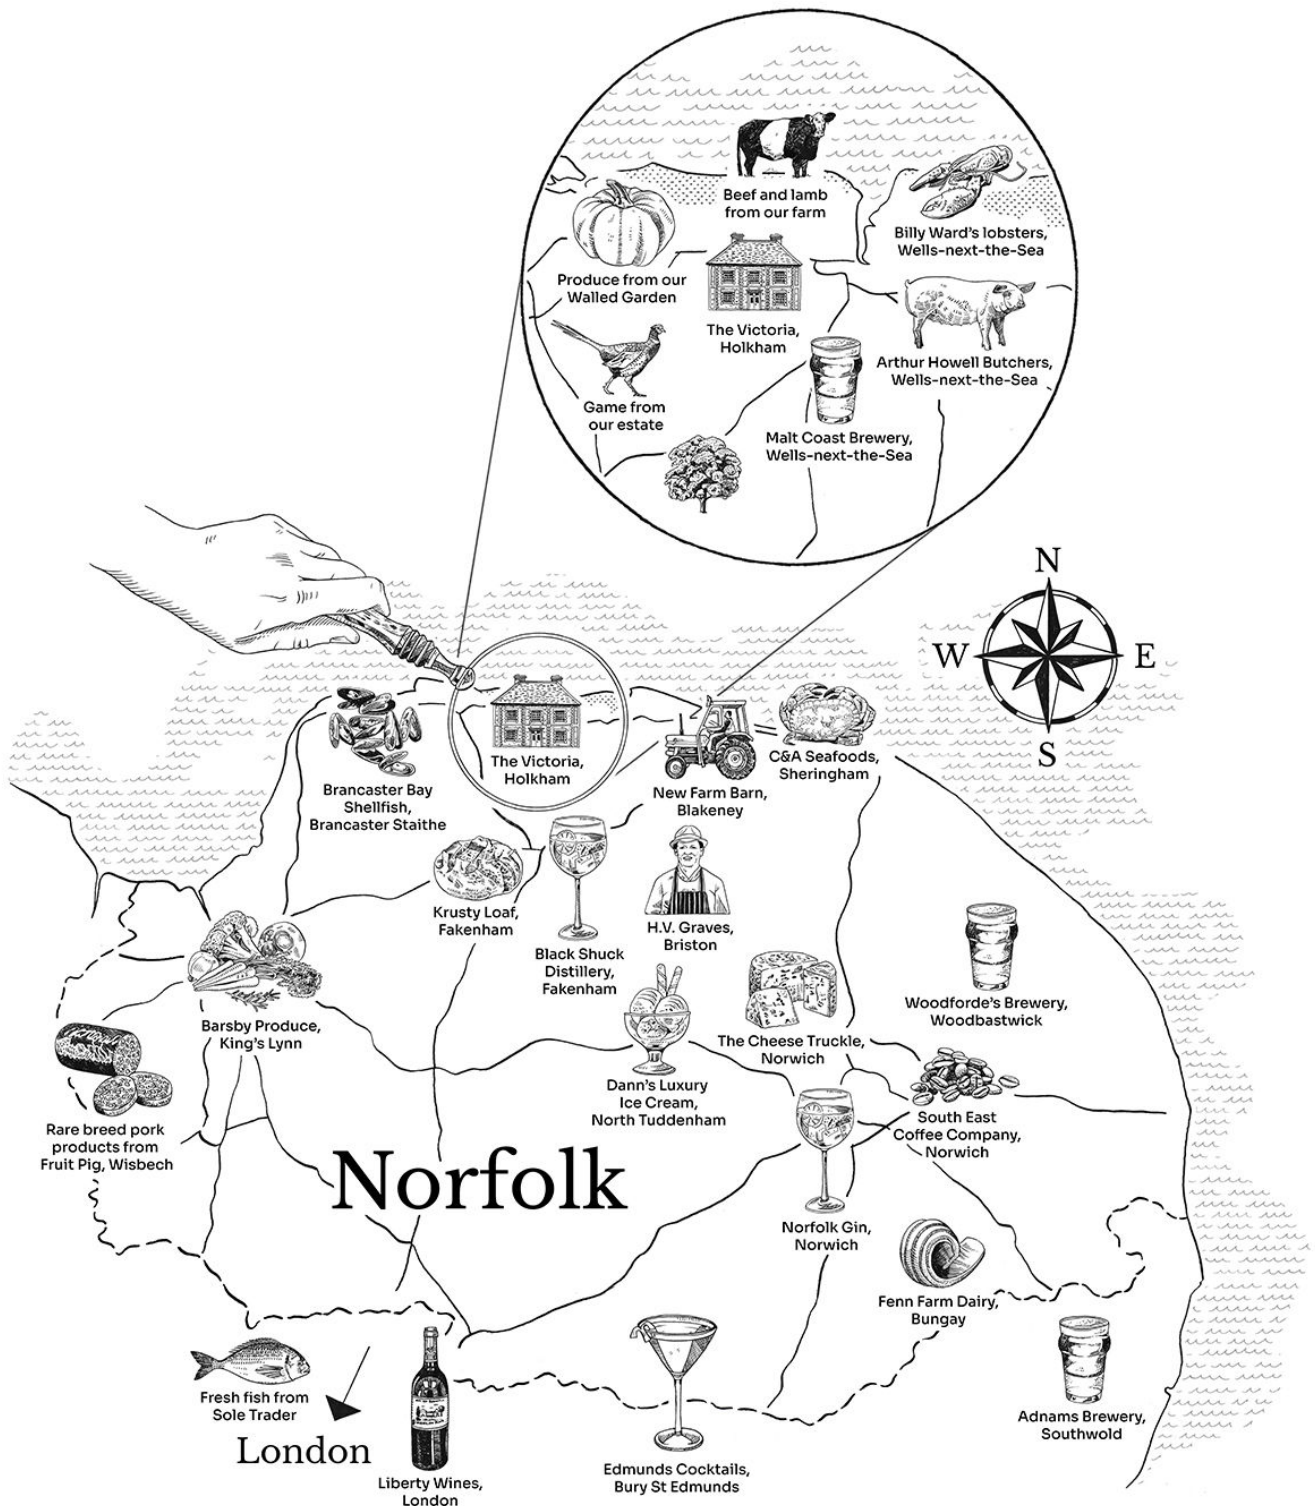 Beef and lamb
from our farm
Billy Ward's lobsters,
Wells-next-the-Sea
Produce from our
Walled Garden
The Victoria,
Holkham
Arthur Howell Butchers,
Wells-next-the-Sea
Game from
our estate
Malt Coast Brewery,
Wells-next-the-Sea
N
W
E
S
The Victoria,
Holkham
C&A Seafoods,
Sheringham
Brancaster Bay
Shellfish,
Brancaster Staithe
New Farm Barn,
Blakeney
Krusty Loaf,
Fakenham
H.V. Graves,
Briston
Black Shuck
Distillery,
Fakenham
Woodforde's Brewery,
Woodbastwick
Barsby Produce,
King's Lynn
The Cheese Truckle,
Norwich
Dann's Luxury
Ice Cream,
North Tuddenham
Rare breed pork
products from
Fruit Pig, Wisbech
South East
Coffee Company,
Norwich
Norfolk
Norfolk Gin,
Norwich
Fenn Farm Dairy,
Bungay
Fresh fish from
Sole Trader
London
Adnams Brewery,
Southwold
Liberty Wines,
London
Edmunds Cocktails,
Bury St Edmunds